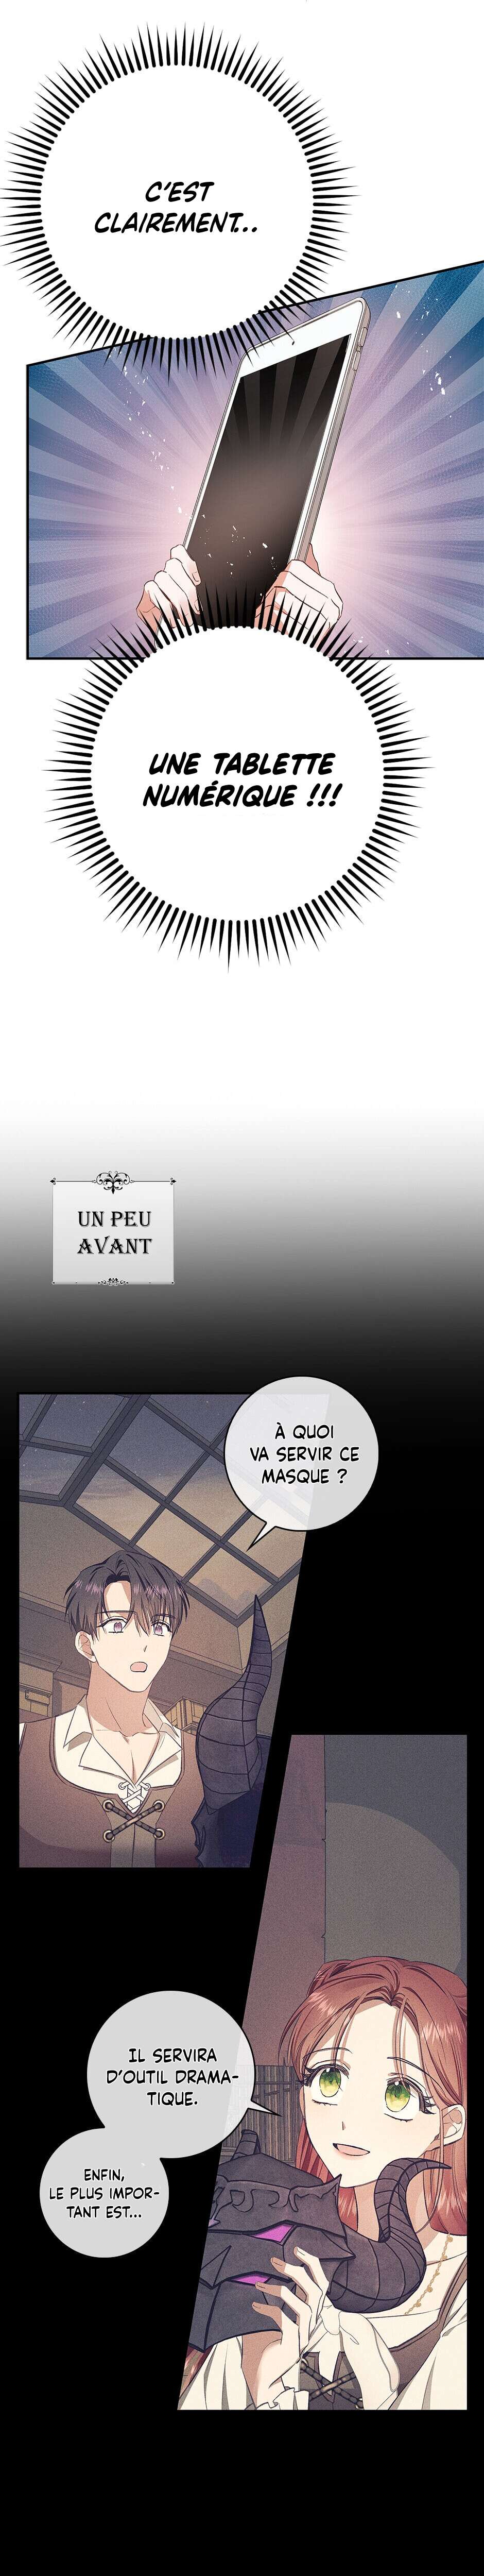 C'EST
CLAIREMENT...
UNE TABLETTE
NUMÉRIQUE !!!
UN PEU
AVANT
À QUOI
VA SERVIR CE
MASQUE ?
IL SERVIRA
D'OUTIL DRAMA-
TIQUE.
ENFIN,
LE PLUS IMPOR-
TANT EST...